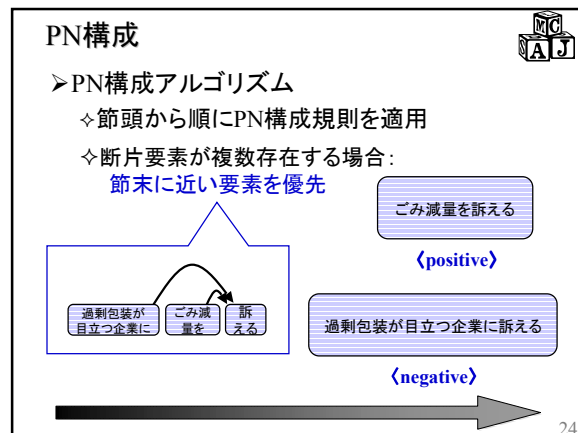 PN構成
MC
AJ
➢PN構成アルゴリズム
✧節頭から順にPN構成規則を適用
✧断片要素が複数存在する場合:
節末に近い要素を優先
ごみ減量を訴える
〈positive〉
過剰包装が
目立つ企業に
ごみ減
量を
訴
える
過剰包装が目立つ企業に訴える
〈negative〉
24